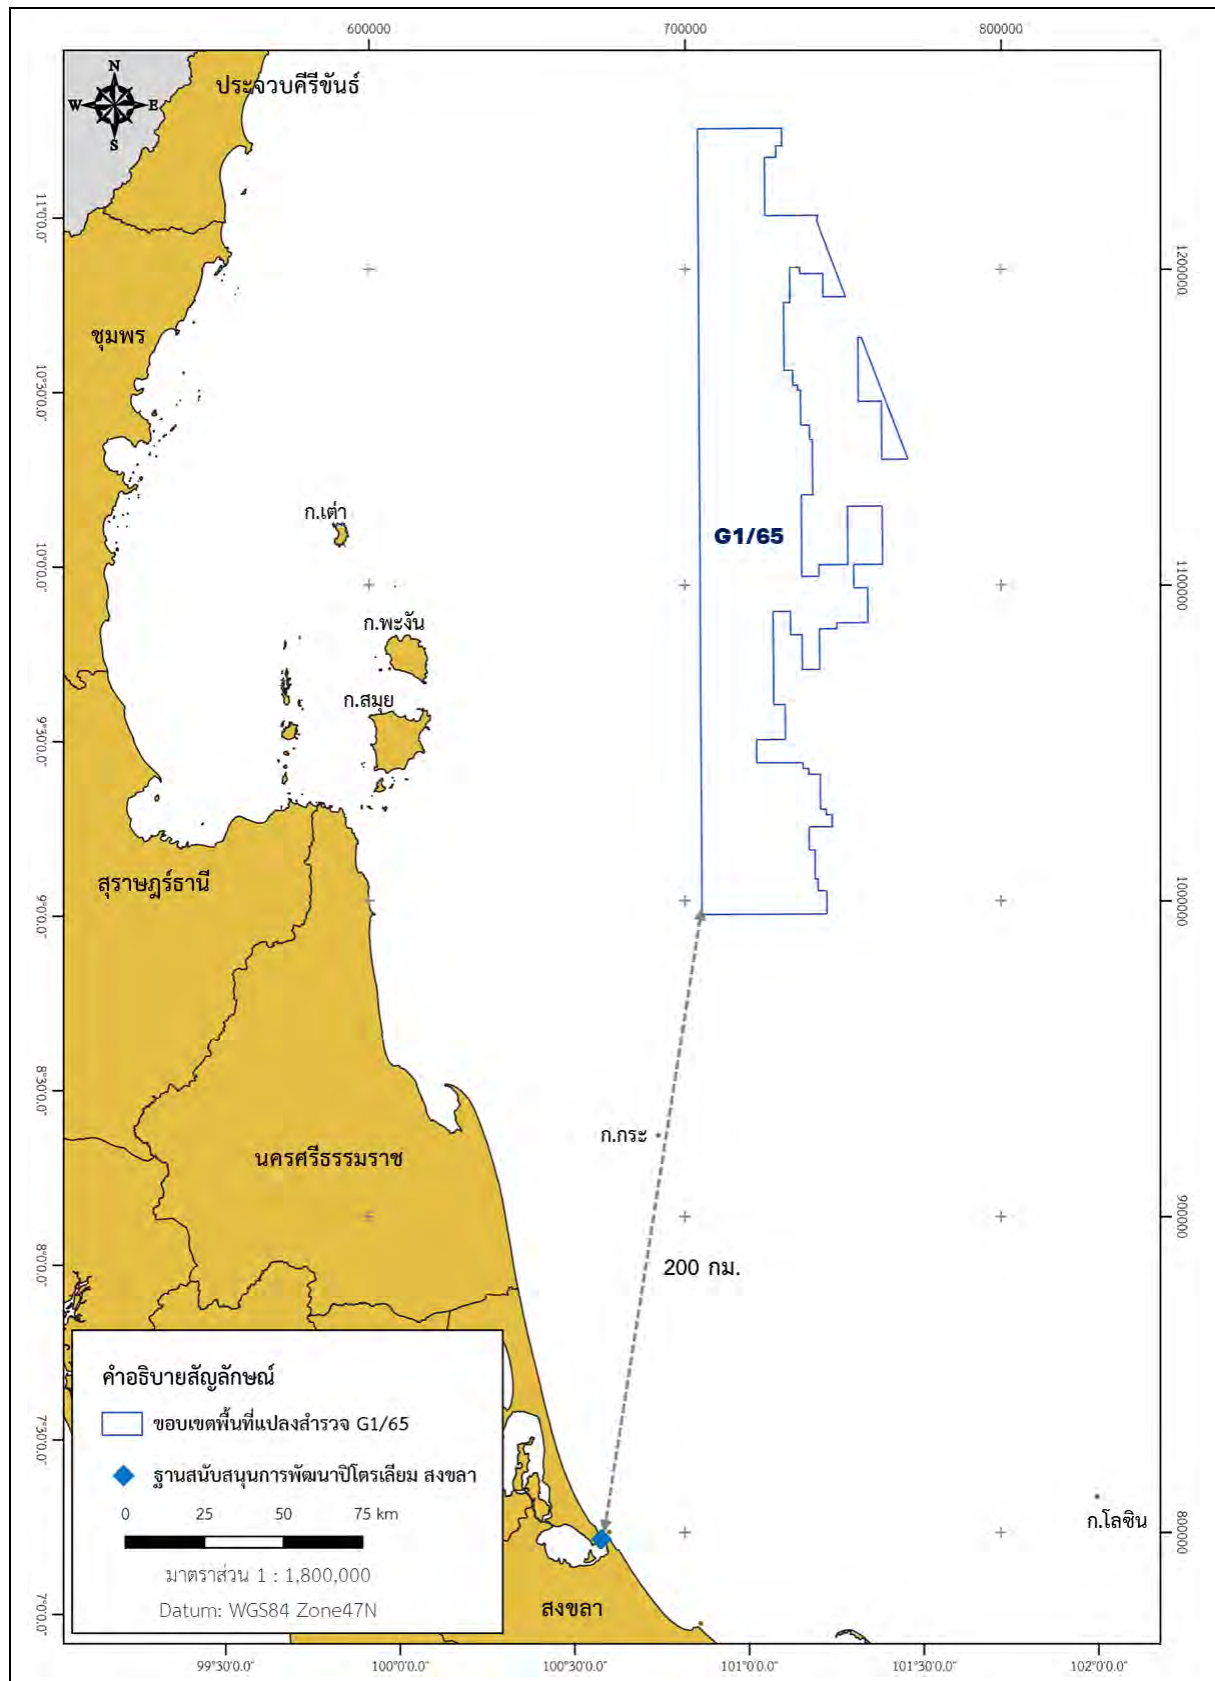 600000
700000
800000
N
W
E
S
ประจวบคีรีขันธ์
11°0'0.0"
1200000
ชุมพร
10°30'0.0"
ก.เต่า
G1/65
10°0'0.0"
1100000
ก.พะงัน
ก.สมุย
9°30'0.0"
สุราษฎร์ธานี
9°0'0.0"
1000000
8°30'0.0"
ก.กระ
นครศรีธรรมราช
900000
8°0'0.0"
200 กม.
คำอธิบายสัญลักษณ์
ขอบเขตพื้นที่แปลงสำรวจ G1/65
7°30'0.0"
ฐานสนับสนุนการพัฒนาปิโตรเลียม สงขลา
0 25 50 75 km
ก.โลซิน
800000
มาตราส่วน 1 : 1,800,000
Datum: WGS84 Zone47N
สงขลา
7°0'0.0"
99°30'0.0"
100°0'0.0"
100°30'0.0"
101°0'0.0"
101°30'0.0"
102°0'0.0"